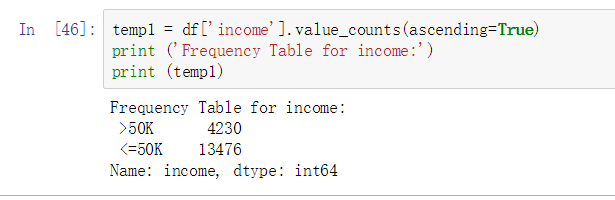 In [46]: temp1 = df['income'].value_counts(ascending=True)
print ('Frequency Table for income:')
print (temp1)
Frequency Table for income:
 >50K      4230
 <=50K    13476
Name: income, dtype: int64